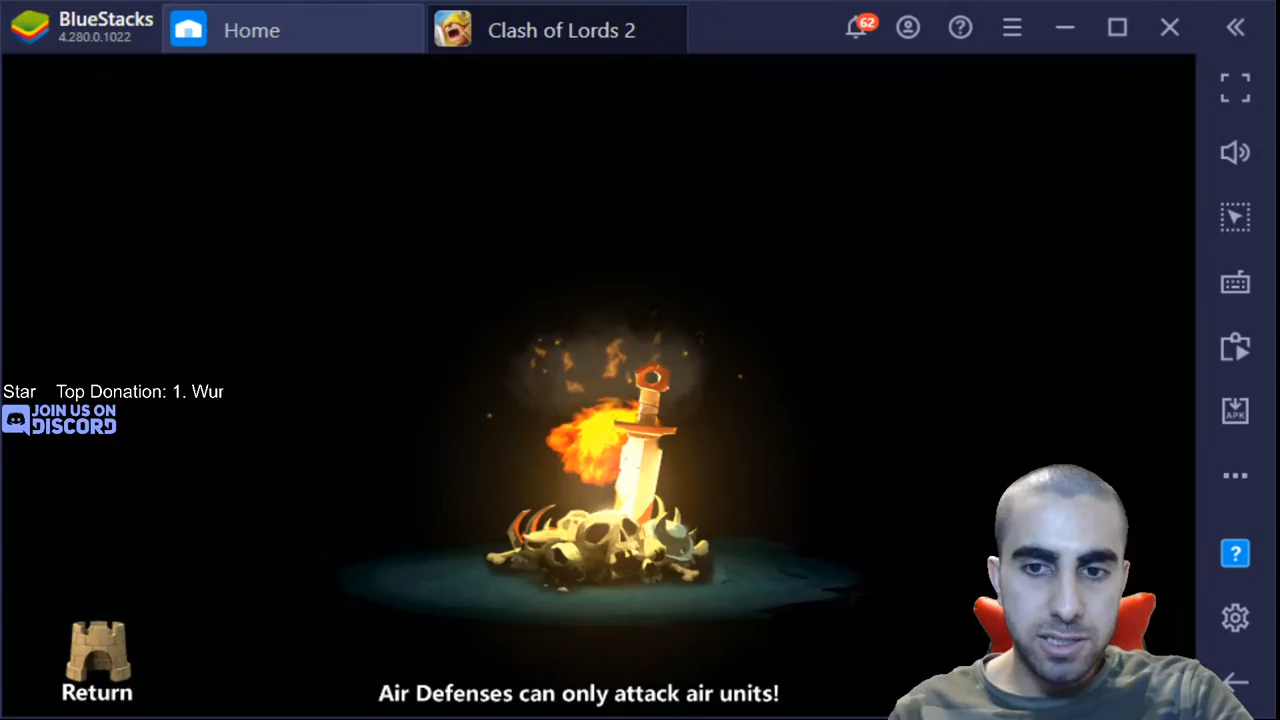 BlueStacks
4.280.0.1022
Home
Clash of Lords 2
62
APK
?
Star Top Donation: 1. Wur
JOIN US ON
DISCORD
Return
Air Defenses can only attack air units!